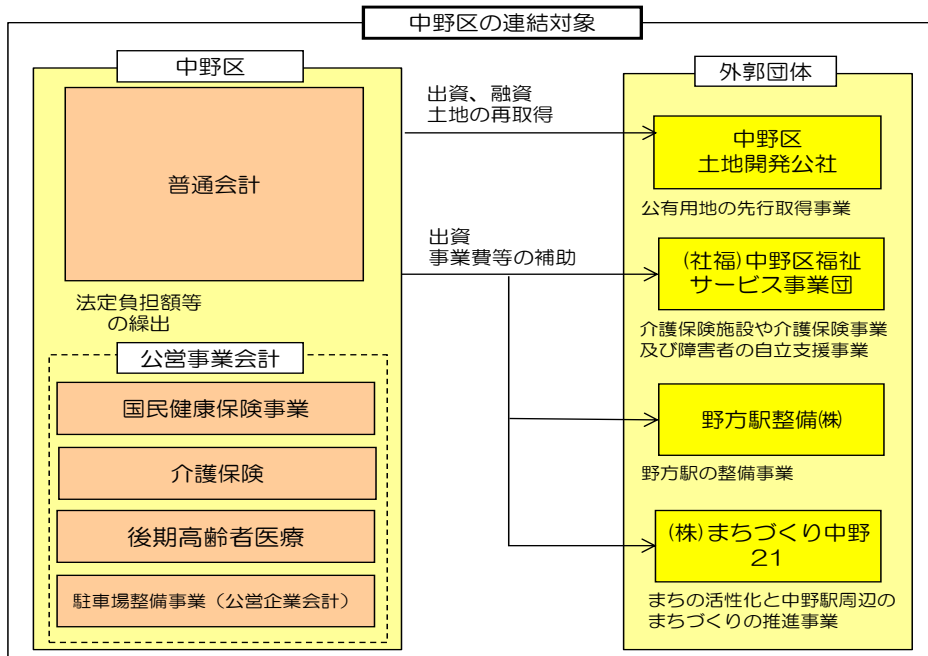 中野区の連結対象
中野区
普通会計
法定負担額等
の繰出
公営事業会計
国民健康保険事業
介護保険
後期高齢者医療
駐車場整備事業（公営企業会計）
出資、融資
土地の再取得
出資
事業費等の補助
外郭団体
中野区
土地開発公社
公有用地の先行取得事業
(社福)中野区福祉
サービス事業団
介護保険施設や介護保険事業
及び障害者の自立支援事業
野方駅整備㈱
野方駅の整備事業
(株)まちづくり中野
21
まちの活性化と中野駅周辺の
まちづくりの推進事業